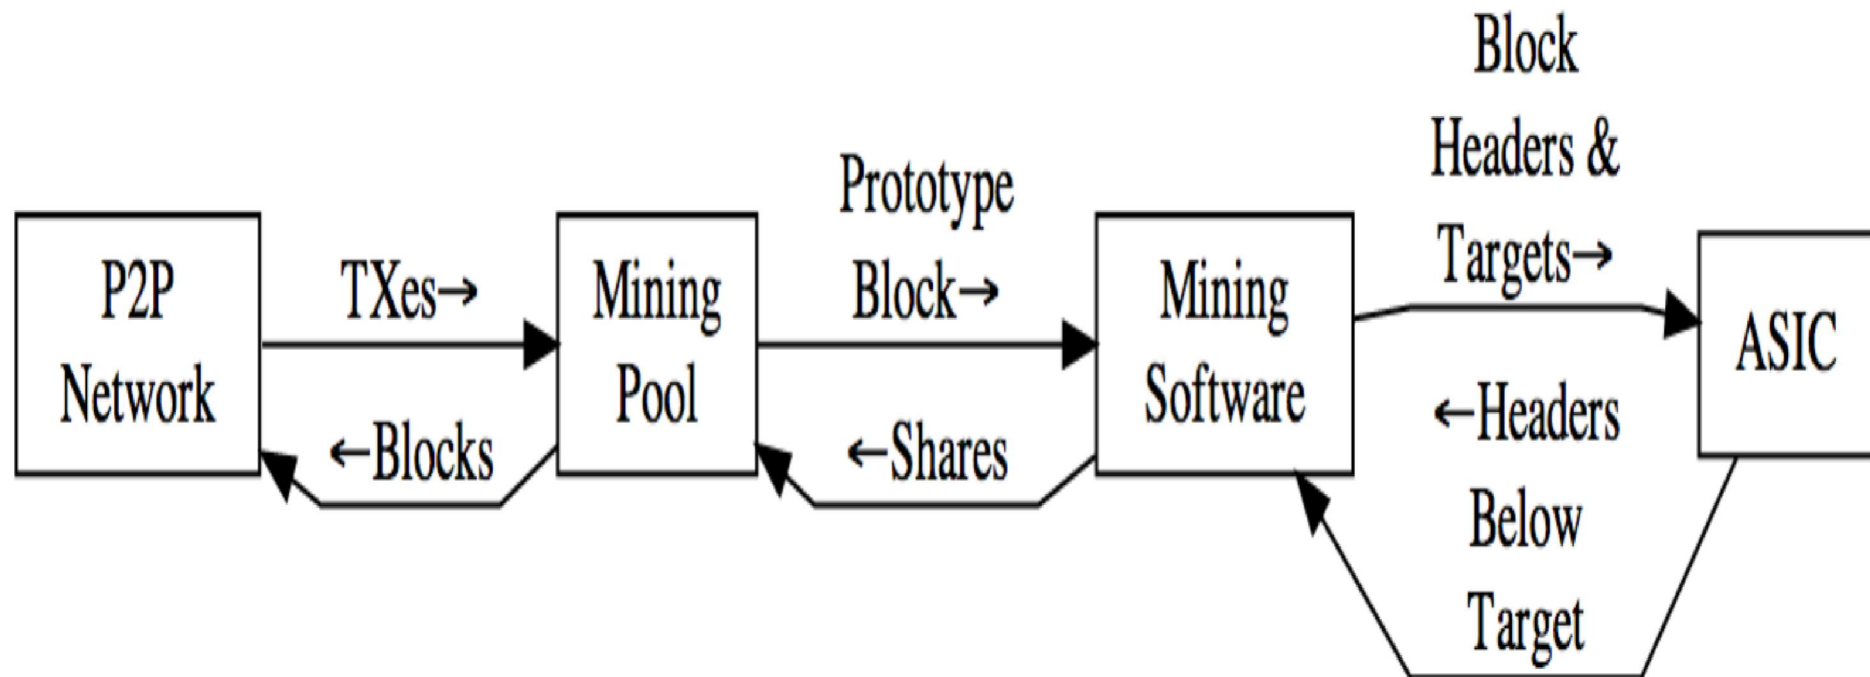 P2P
Network
TXes→
←Blocks
Mining
Pool
Prototype
Block→
←Shares
Mining
Software
Block
Headers &
Targets→
←Headers
Below
Target
ASIC